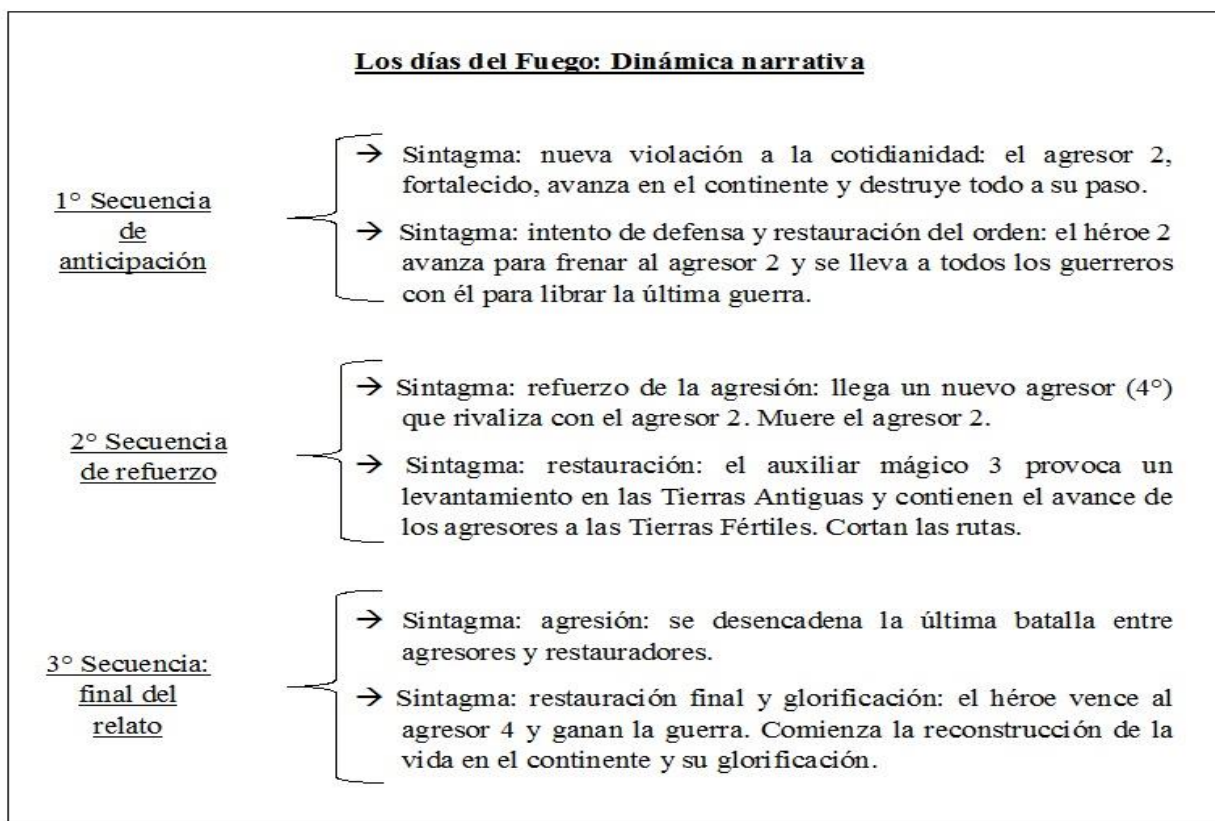 Los días del Fuego: Dinámica narrativa
1° Secuencia
de
anticipación
→ Sintagma: nueva violación a la cotidianidad: el agresor 2,
fortalecido, avanza en el continente y destruye todo a su paso.
→ Sintagma: intento de defensa y restauración del orden: el héroe 2
avanza para frenar al agresor 2 y se lleva a todos los guerreros
con él para librar la última guerra.
2° Secuencia
de refuerzo
→ Sintagma: refuerzo de la agresión: llega un nuevo agresor (4°)
que rivaliza con el agresor 2. Muere el agresor 2.
→ Sintagma: restauración: el auxiliar mágico 3 provoca un
levantamiento en las Tierras Antiguas y contienen el avance de
los agresores a las Tierras Fértiles. Cortan las rutas.
3° Secuencia:
final del
relato
→ Sintagma: agresión: se desencadena la última batalla entre
agresores y restauradores.
→ Sintagma: restauración final y glorificación: el héroe vence al
agresor 4 y ganan la guerra. Comienza la reconstrucción de la
vida en el continente y su glorificación.